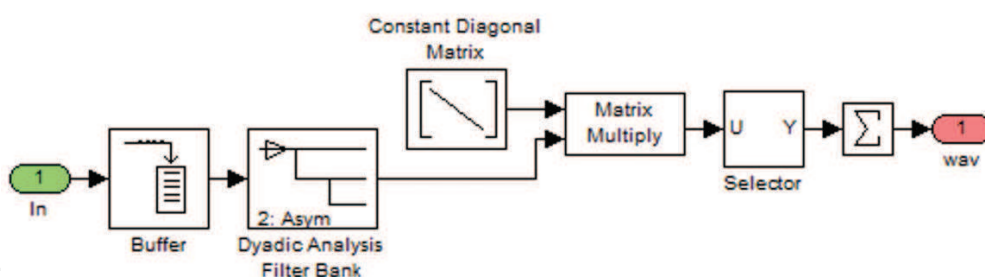 Constant Diagonal
Matrix
Matrix
Multiply
U Y
Selector
1
wav
1
In
Buffer
2: Asym
Dyadic Analysis
Filter Bank